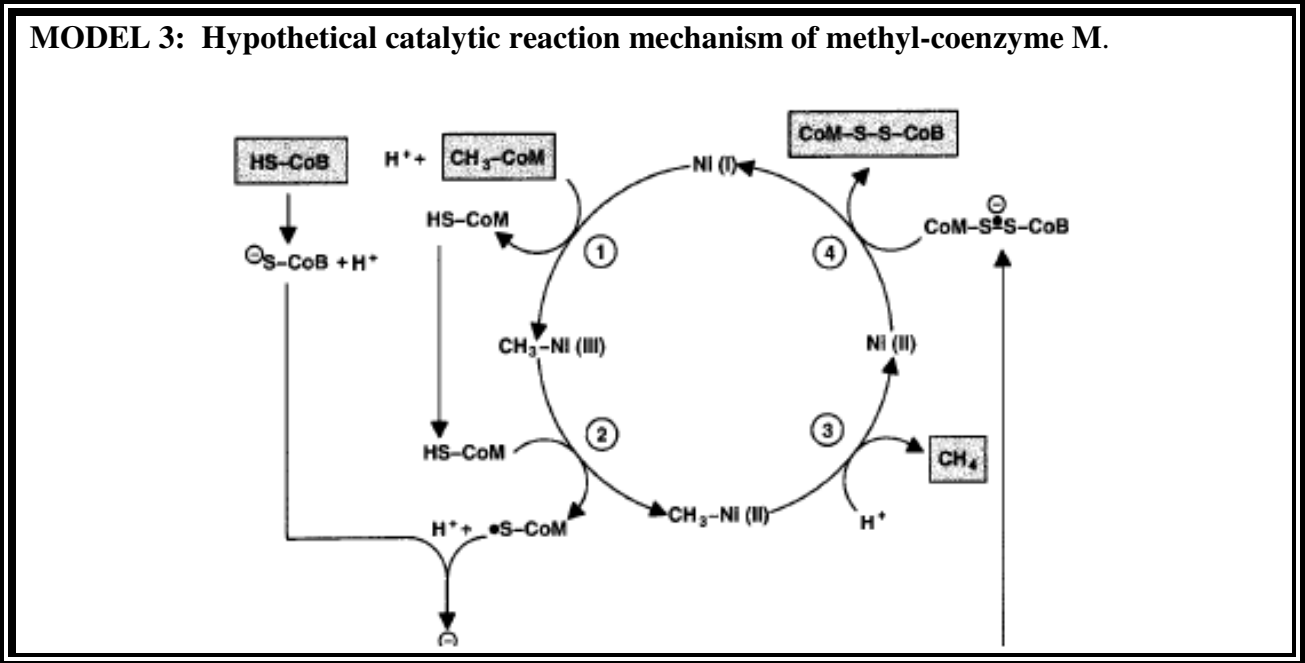 MODEL 3: Hypothetical catalytic reaction mechanism of methyl-coenzyme M.
CoM–S–S–CoB
HS–CoB
H⁺ +
CH₃–CoM
Ni (I)
HS–CoM
⊖
CoM–S•S–CoB
1
4
⊖S–CoB + H⁺
CH₃–Ni (III)
Ni (II)
2
3
HS–CoM
CH₄
CH₃–Ni (II)
H⁺
H⁺ + •S–CoM
⊖